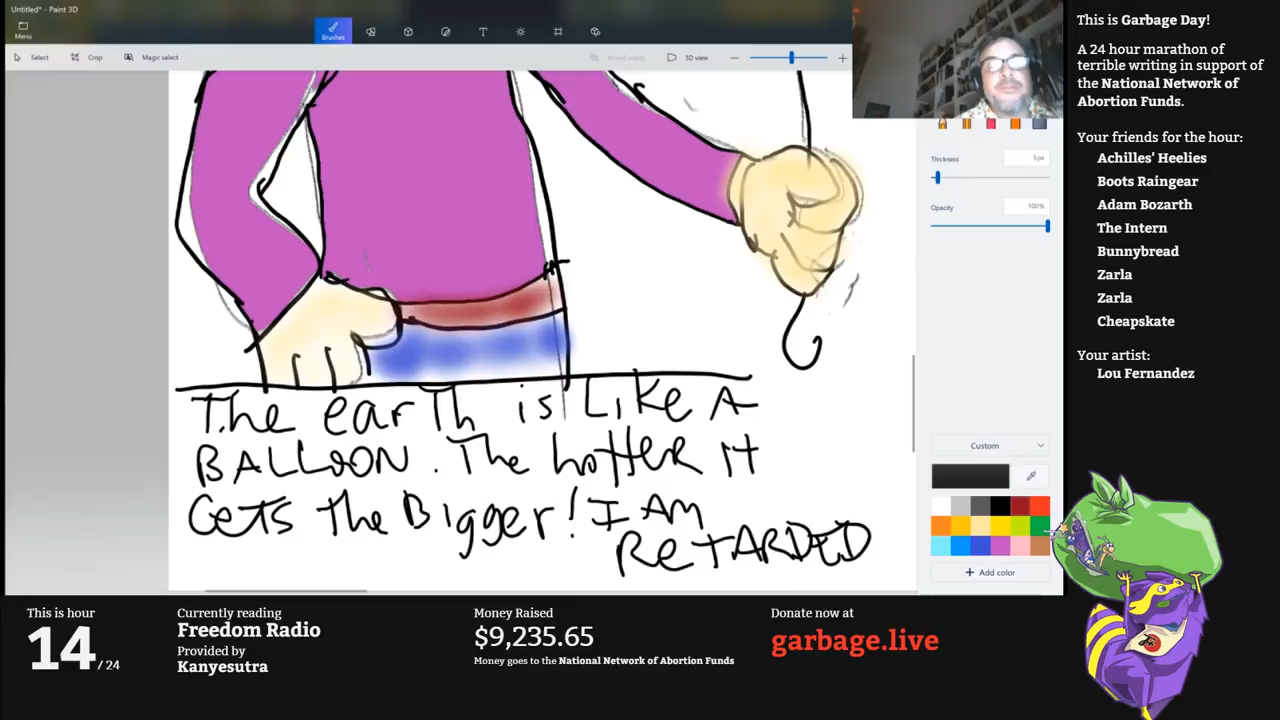 Untitled* - Paint 3D
Menu
Brushes
Select
Crop
Magic select
Mixed reality
3D view
Thickness
5px
Opacity
100%
Custom
Add color
The earTh is Like A
BALLOON. The hotter it
Gets the Bigger! I AM
ReTARDED
This is Garbage Day!
A 24 hour marathon of
terrible writing in support of
the National Network of
Abortion Funds.
Your friends for the hour:
Achilles' Heelies
Boots Raingear
Adam Bozarth
The Intern
Bunnybread
Zarla
Zarla
Cheapskate
Your artist:
Lou Fernandez
This is hour
14 / 24
Currently reading
Freedom Radio
Provided by
Kanyesutra
Money Raised
$9,235.65
Money goes to the National Network of Abortion Funds
Donate now at
garbage.live